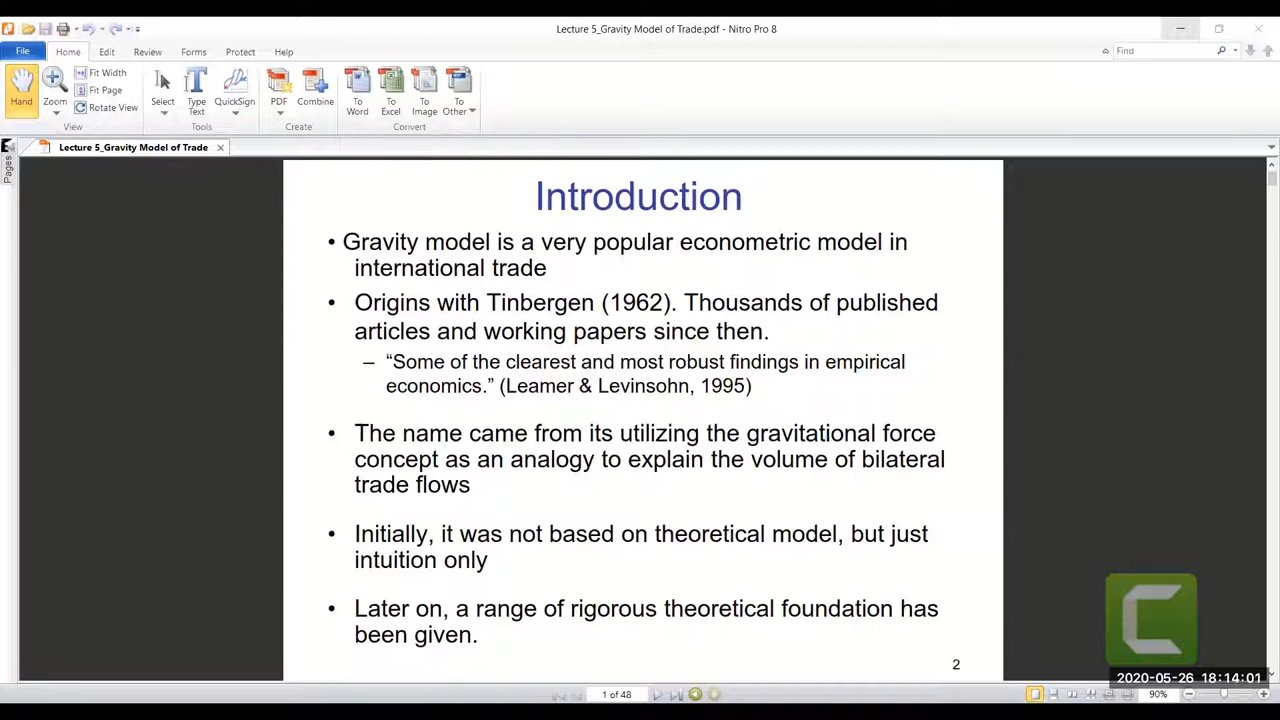 Lecture 5_Gravity Model of Trade.pdf - Nitro Pro 8
File Home Edit Review Forms Protect Help Find
Hand
Zoom
Fit Width
Fit Page
Rotate View
View
Select
Type Text
QuickSign
Tools
PDF
Combine
Create
To Word
To Excel
To Image
To Other
Convert
Lecture 5_Gravity Model of Trade
Pages
Introduction
• Gravity model is a very popular econometric model in
international trade
• Origins with Tinbergen (1962). Thousands of published
articles and working papers since then.
– “Some of the clearest and most robust findings in empirical
economics.” (Leamer & Levinsohn, 1995)
• The name came from its utilizing the gravitational force
concept as an analogy to explain the volume of bilateral
trade flows
• Initially, it was not based on theoretical model, but just
intuition only
• Later on, a range of rigorous theoretical foundation has
been given.
2
2020-05-26 18:14:01
1 of 48
90%